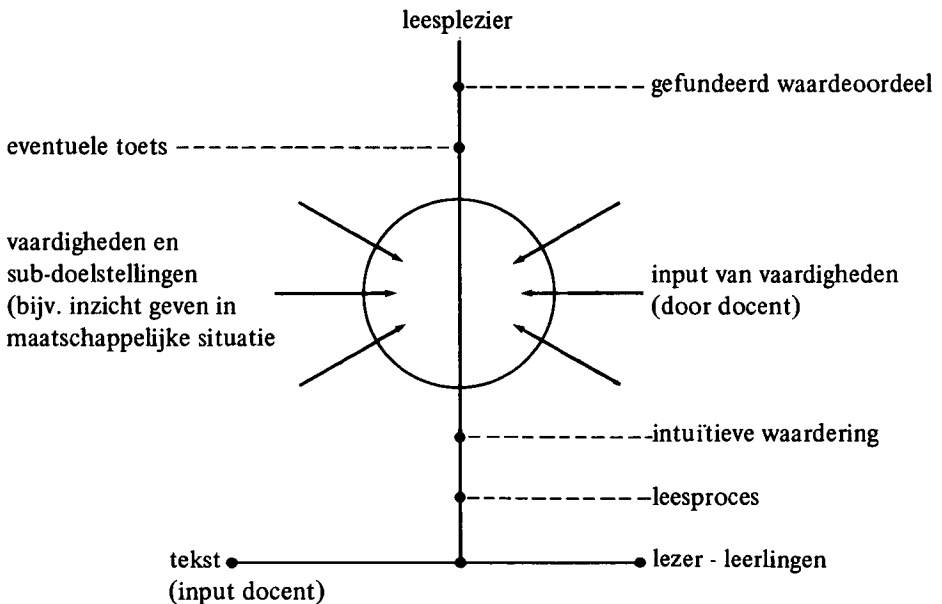 leesplezier
gefundeerd waardeoordeel
eventuele toets
vaardigheden en
sub-doelstellingen
(bijv. inzicht geven in
maatschappelijke situatie
input van vaardigheden
(door docent)
intuïtieve waardering
leesproces
tekst
(input docent)
lezer - leerlingen